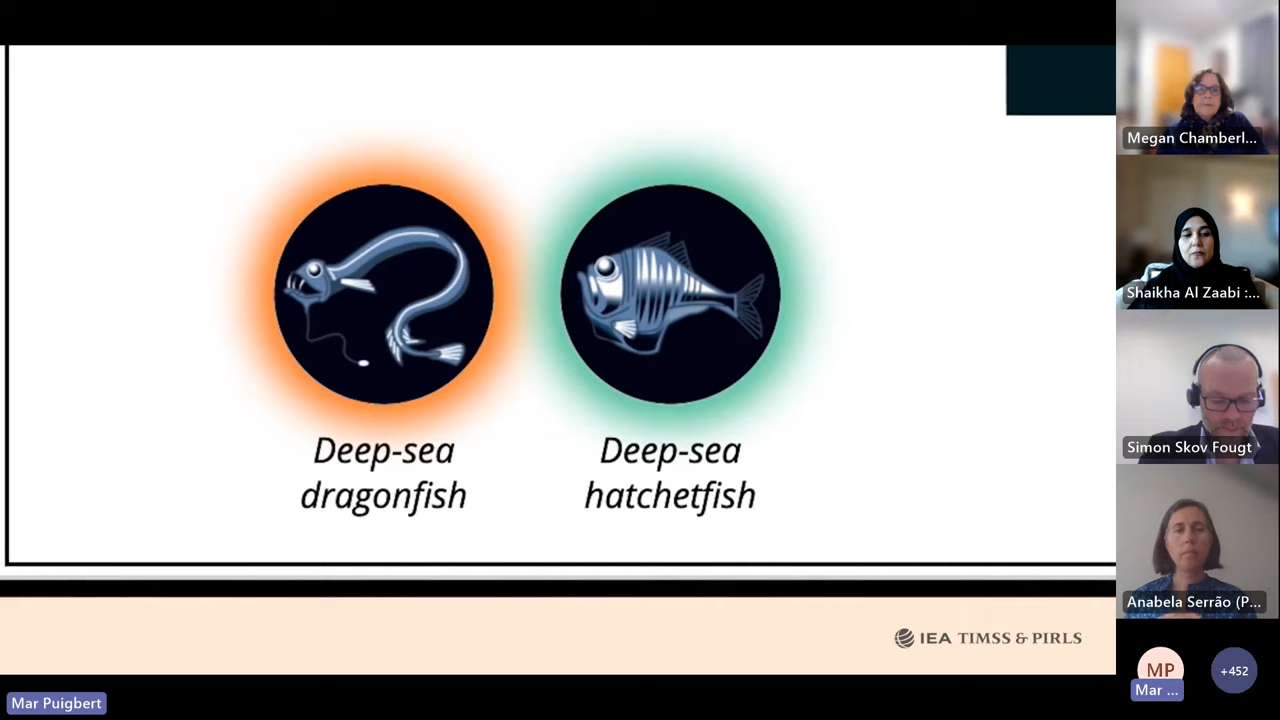 Deep-sea
dragonfish
Deep-sea
hatchetfish
IEA TIMSS & PIRLS
Mar Puigbert
Megan Chamberl...
Shaikha Al Zaabi :...
Simon Skov Fougt
Anabela Serrão (P...
MP
+452
Mar ...